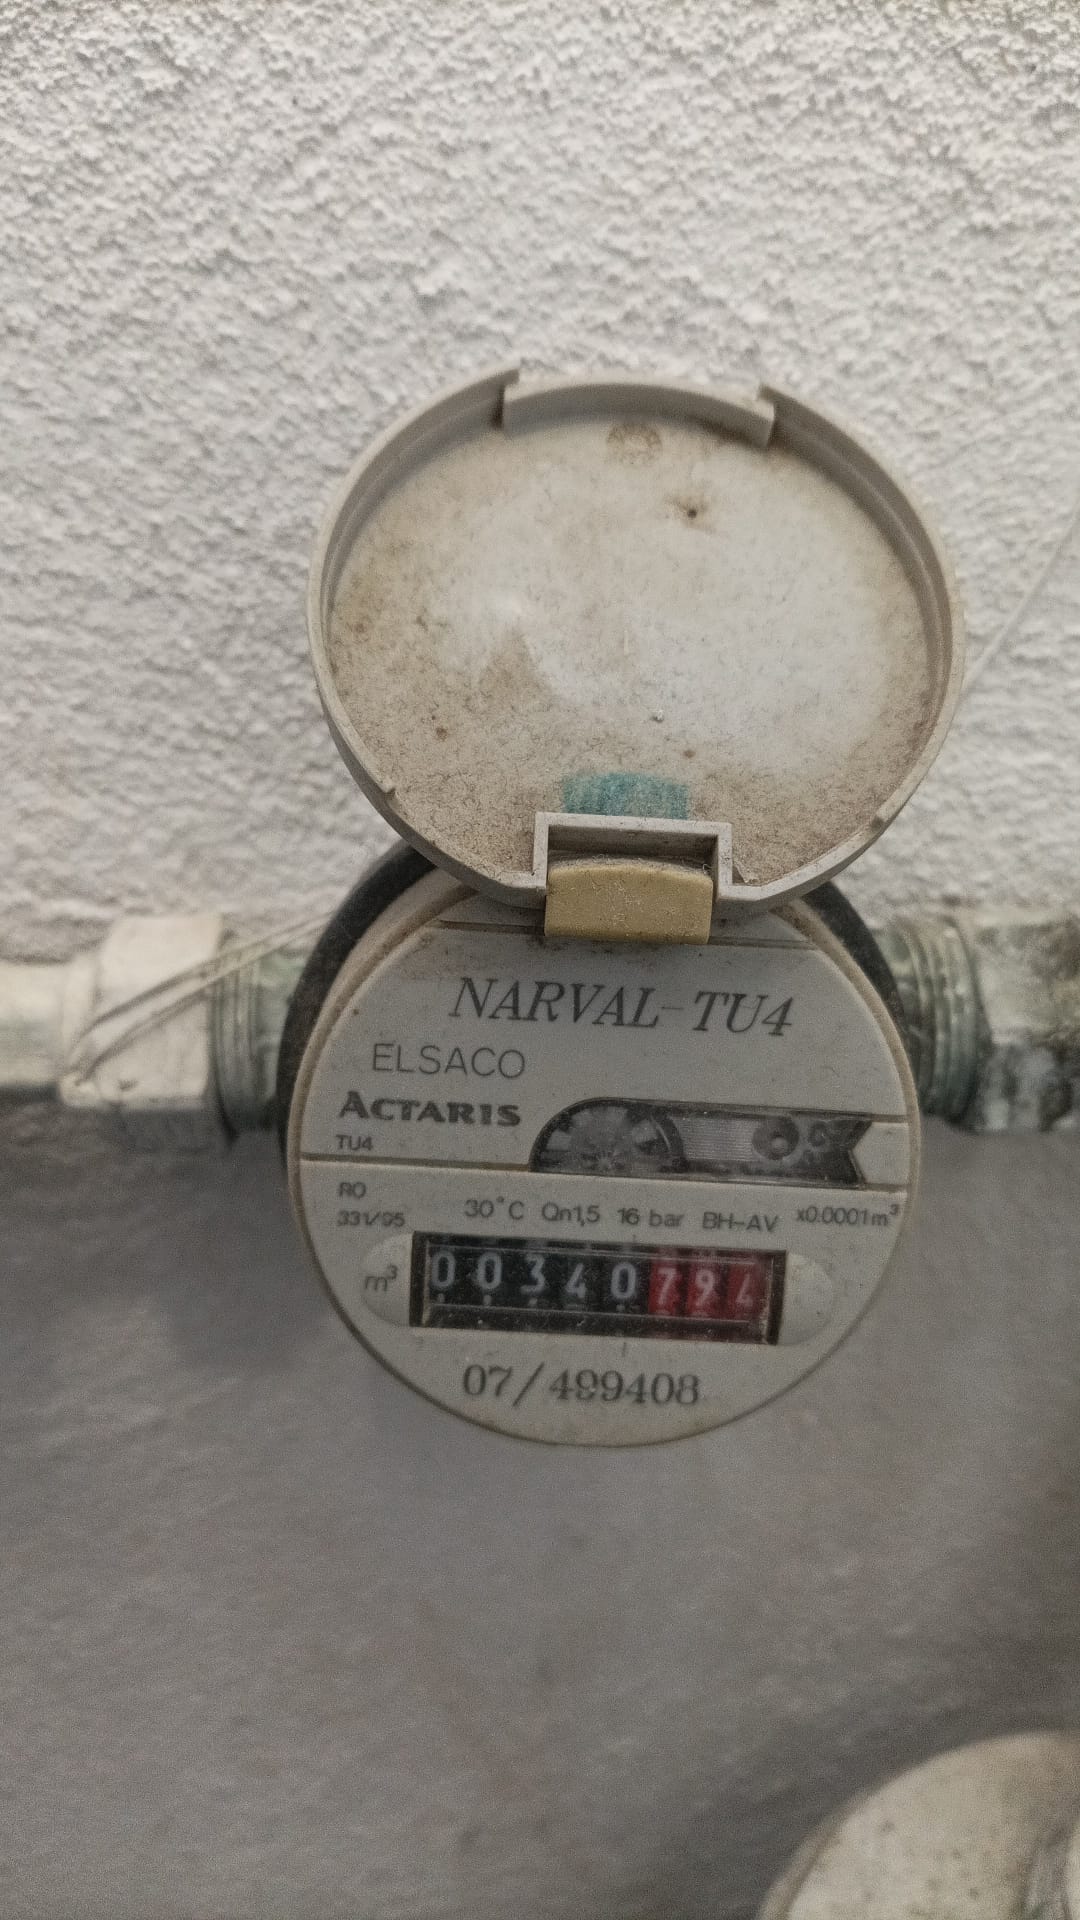 NARVAL-TU4
ELSACO
ACTARIS
TU4
RO
331/95
30°C Qn1,5 16 bar BH-AV x0.0001m³
m³ 00340794
07/499408